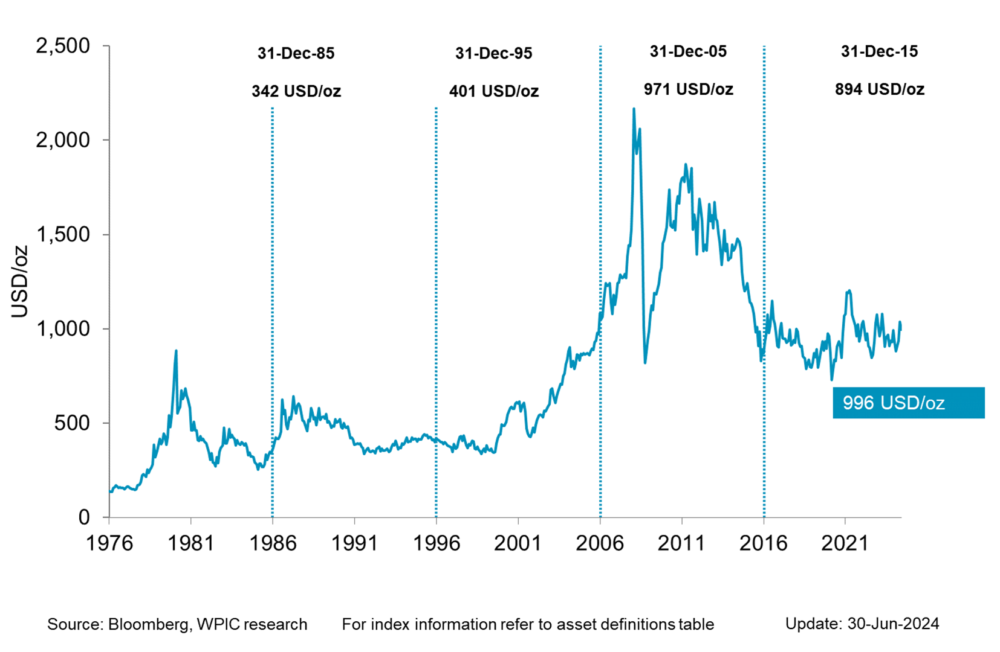 31-Dec-85
31-Dec-95
31-Dec-05
31-Dec-15
342 USD/oz
401 USD/oz
971 USD/oz
894 USD/oz
USD/oz
2,500
2,000
1,500
1,000
500
0
996 USD/oz
1976
1981
1986
1991
1996
2001
2006
2011
2016
2021
Source: Bloomberg, WPIC research
For index information refer to asset definitions table
Update: 30-Jun-2024